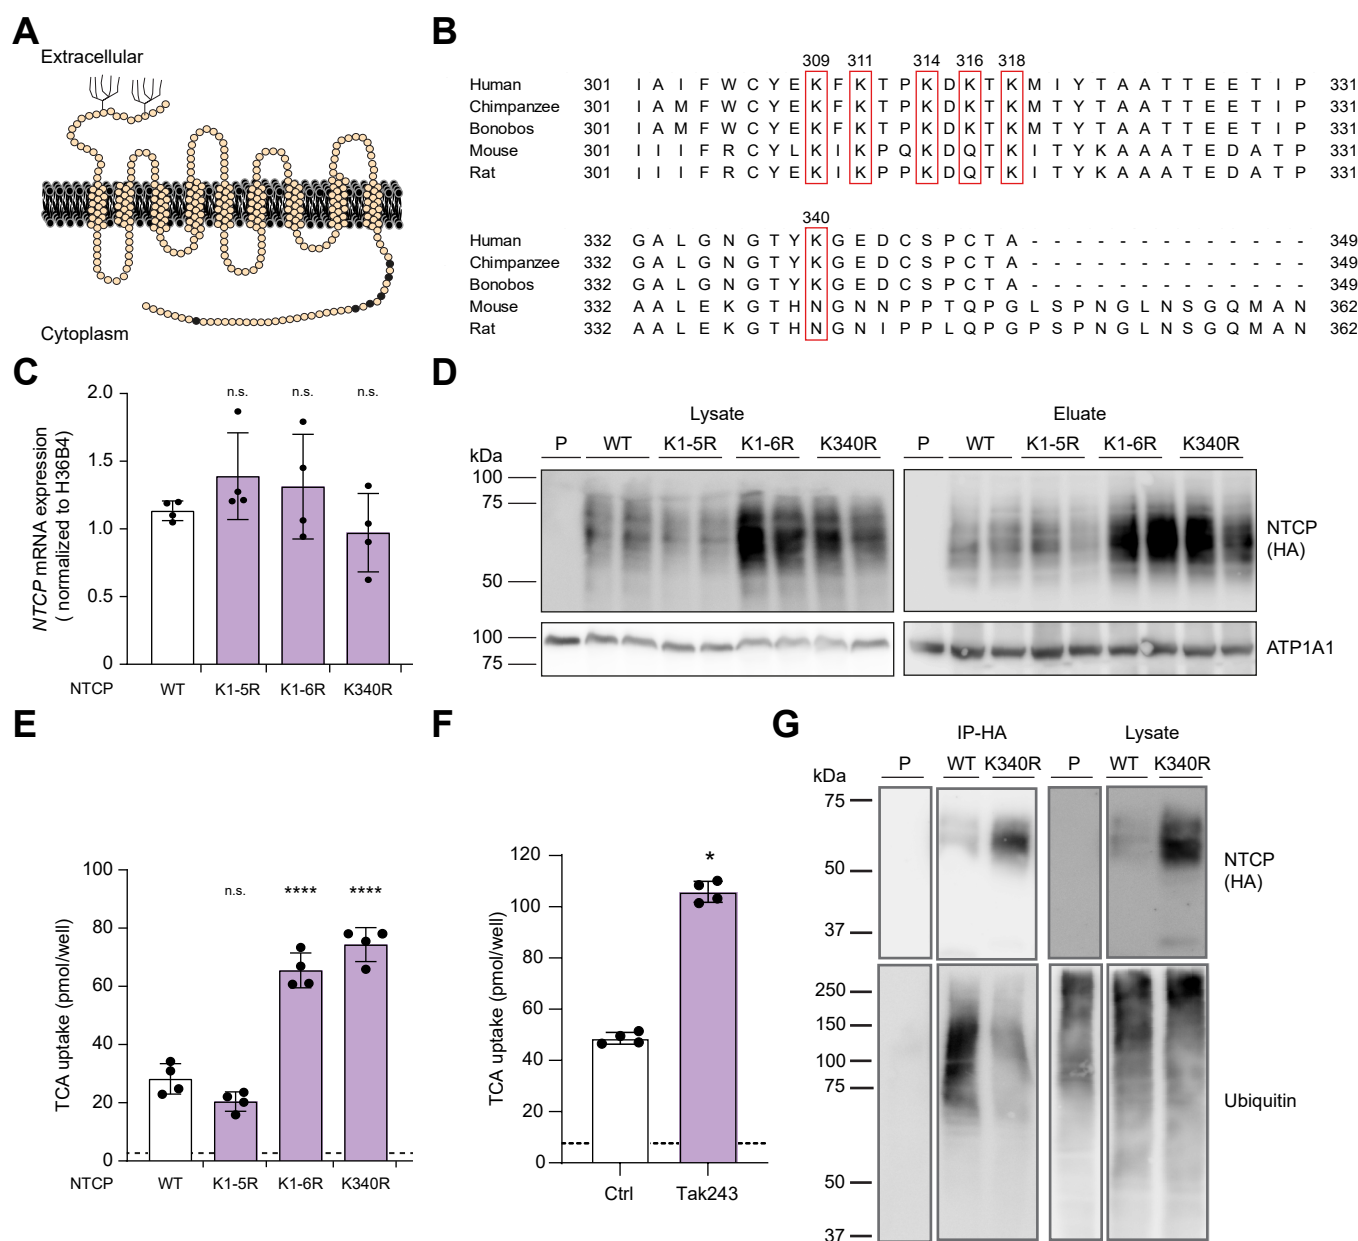 A
Extracellular
Cytoplasm
B
309 311 314 316 318
Human 301 I A I F W C Y E K F K T P K D K T K M I Y T A A T T E E T I P 331
Chimpanzee 301 I A M F W C Y E K F K T P K D K T K M T Y T A A T T E E T I P 331
Bonobos 301 I A M F W C Y E K F K T P K D K T K M T Y T A A T T E E T I P 331
Mouse 301 I I I F R C Y L K I K P Q K D Q T K I T Y K A A A T E D A T P 331
Rat 301 I I I F R C Y E K I K P P K D Q T K I T Y K A A A T E D A T P 331
340
Human 332 G A L G N G T Y K G E D C S P C T A - - - - - - - - - - - - - 349
Chimpanzee 332 G A L G N G T Y K G E D C S P C T A - - - - - - - - - - - - - 349
Bonobos 332 G A L G N G T Y K G E D C S P C T A - - - - - - - - - - - - - 349
Mouse 332 A A L E K G T H N G N N P P T Q P G L S P N G L N S G Q M A N 362
Rat 332 A A L E K G T H N G N I P P L Q P G P S P N G L N S G Q M A N 362
C
NTCP mRNA expression
( normalized to H36B4)
2.0
1.5
1.0
0.5
0
n.s. n.s. n.s.
NTCP WT K1-5R K1-6R K340R
D
Lysate Eluate
P WT K1-5R K1-6R K340R P WT K1-5R K1-6R K340R
kDa
100
75
50
NTCP
(HA)
100
75
ATP1A1
E
TCA uptake (pmol/well)
100
80
60
40
20
0
n.s. **** ****
NTCP WT K1-5R K1-6R K340R
F
TCA uptake (pmol/well)
120
100
80
60
40
20
0
*
Ctrl Tak243
G
IP-HA Lysate
P WT K340R P WT K340R
kDa
75
50
37
NTCP
(HA)
250
150
100
75
50
37
Ubiquitin